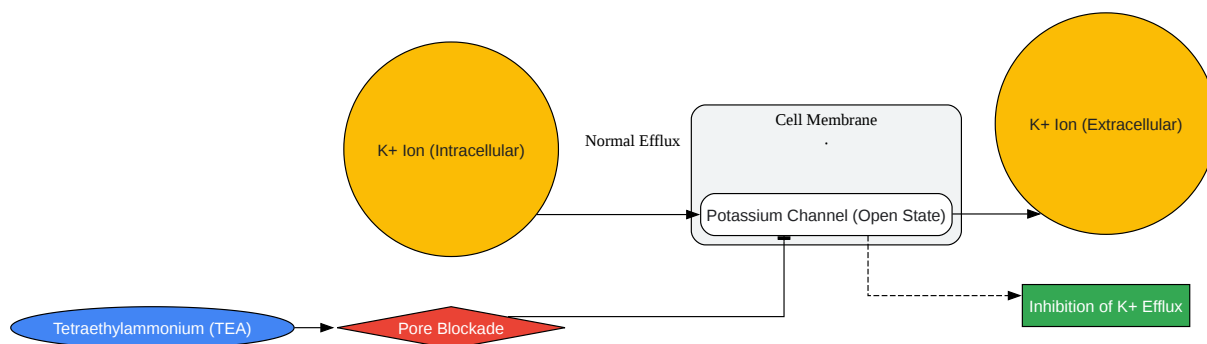 Cell Membrane
K+ Ion (Extracellular)
Normal Efflux
K+ Ion (Intracellular)
Potassium Channel (Open State)
Inhibition of K+ Efflux
Tetraethylammonium (TEA)
Pore Blockade